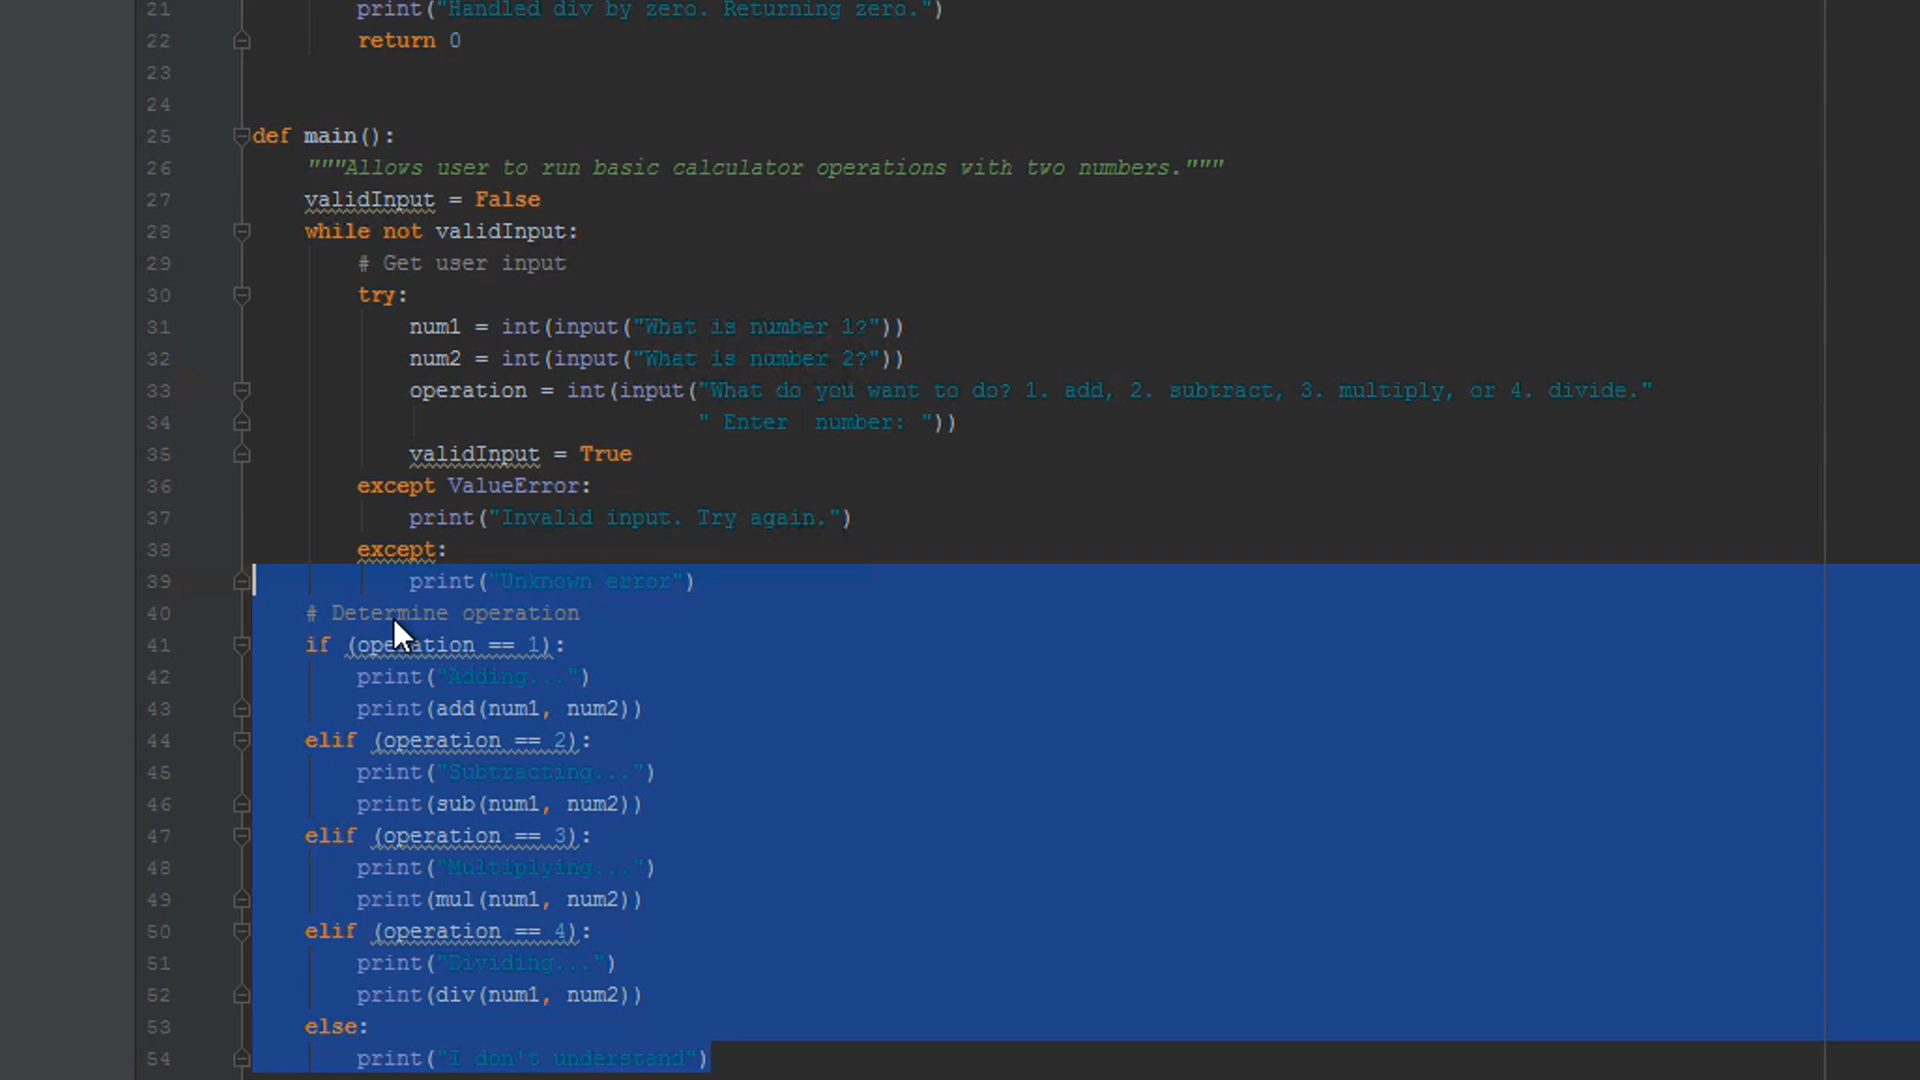 21 print("Handled div by zero. Returning zero.")
22 return 0
23
24
25 def main():
26 """Allows user to run basic calculator operations with two numbers."""
27 validInput = False
28 while not validInput:
29 # Get user input
30 try:
31 num1 = int(input("What is number 1?"))
32 num2 = int(input("What is number 2?"))
33 operation = int(input("What do you want to do? 1. add, 2. subtract, 3. multiply, or 4. divide."
34 " Enter  number: "))
35 validInput = True
36 except ValueError:
37 print("Invalid input. Try again.")
38 except:
39 print("Unknown error")
40 # Determine operation
41 if (operation == 1):
42 print("Adding...")
43 print(add(num1, num2))
44 elif (operation == 2):
45 print("Subtracting...")
46 print(sub(num1, num2))
47 elif (operation == 3):
48 print("Multiplying...")
49 print(mul(num1, num2))
50 elif (operation == 4):
51 print("Dividing...")
52 print(div(num1, num2))
53 else:
54 print("I don't understand")